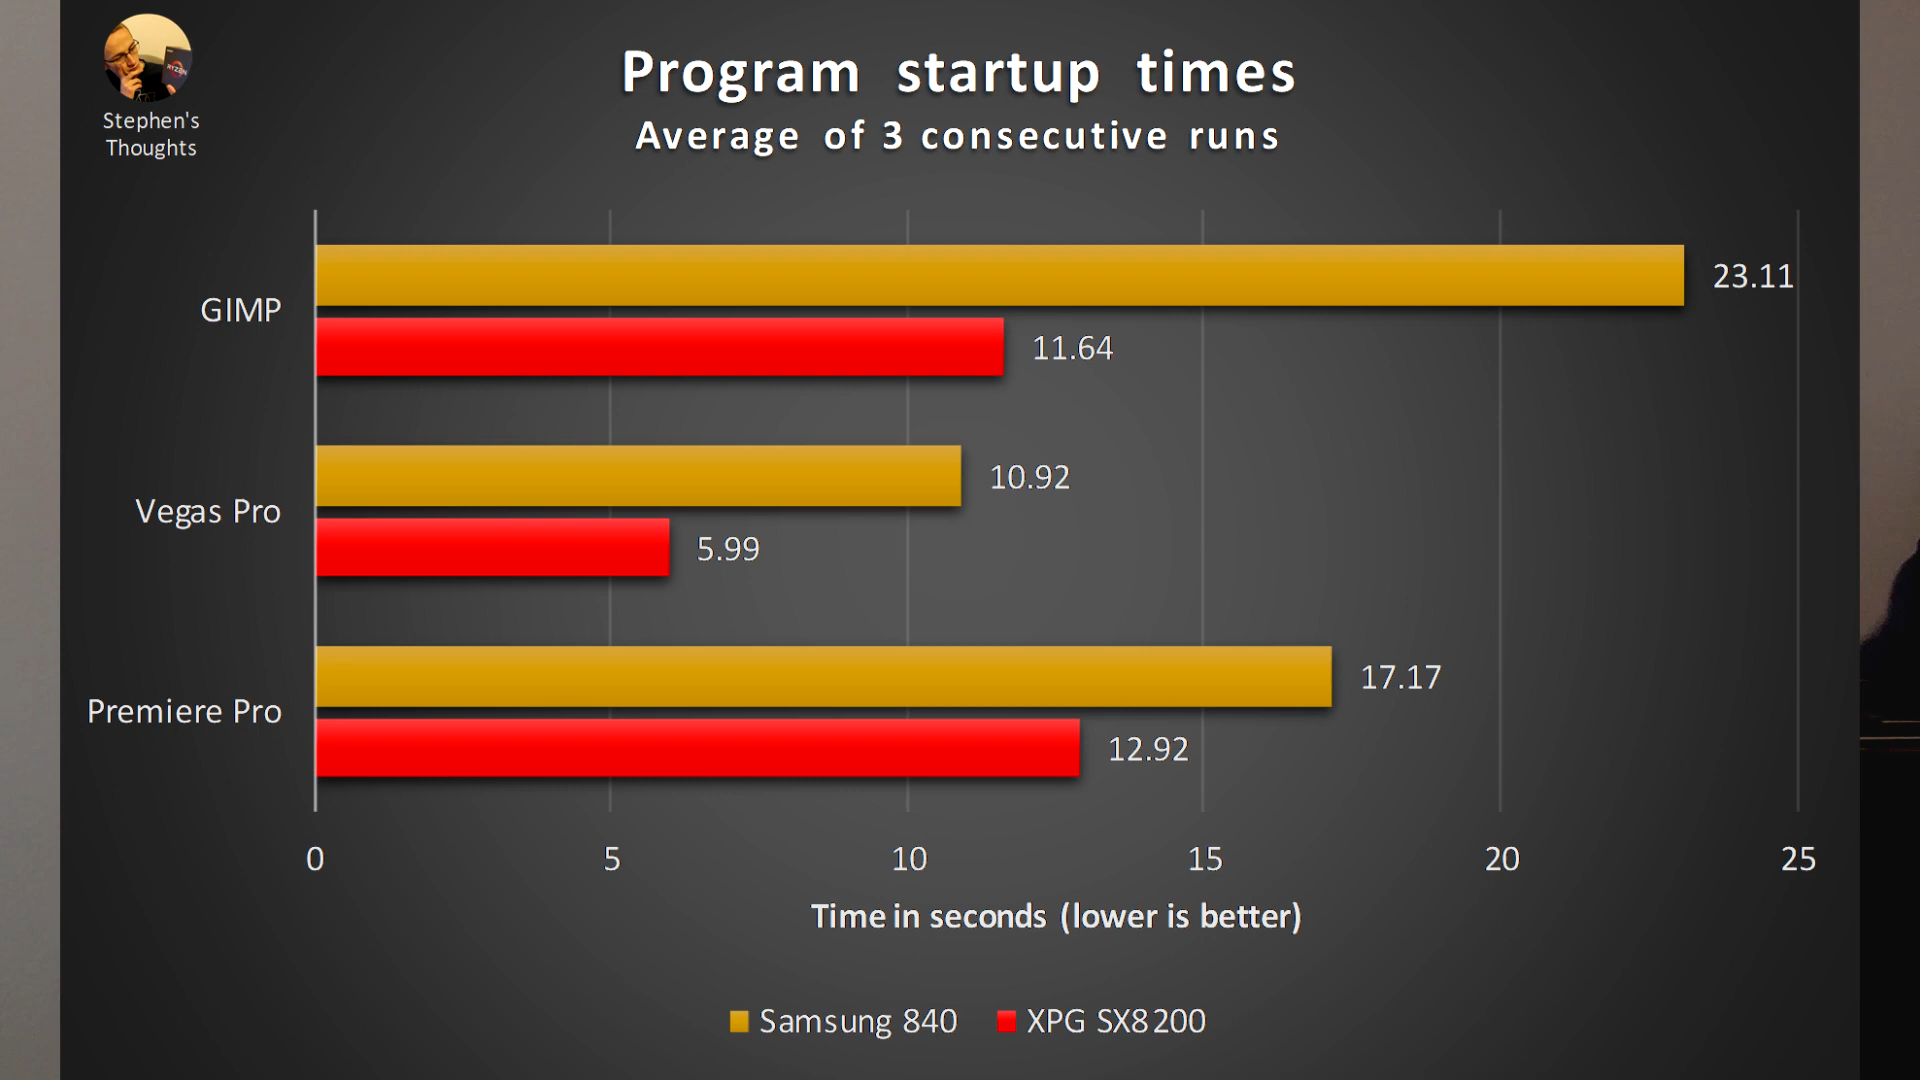 Stephen's
Thoughts
Program startup times
Average of 3 consecutive runs
GIMP
23.11
11.64
Vegas Pro
10.92
5.99
Premiere Pro
17.17
12.92
0 5 10 15 20 25
Time in seconds (lower is better)
Samsung 840 XPG SX8200
RYZEN